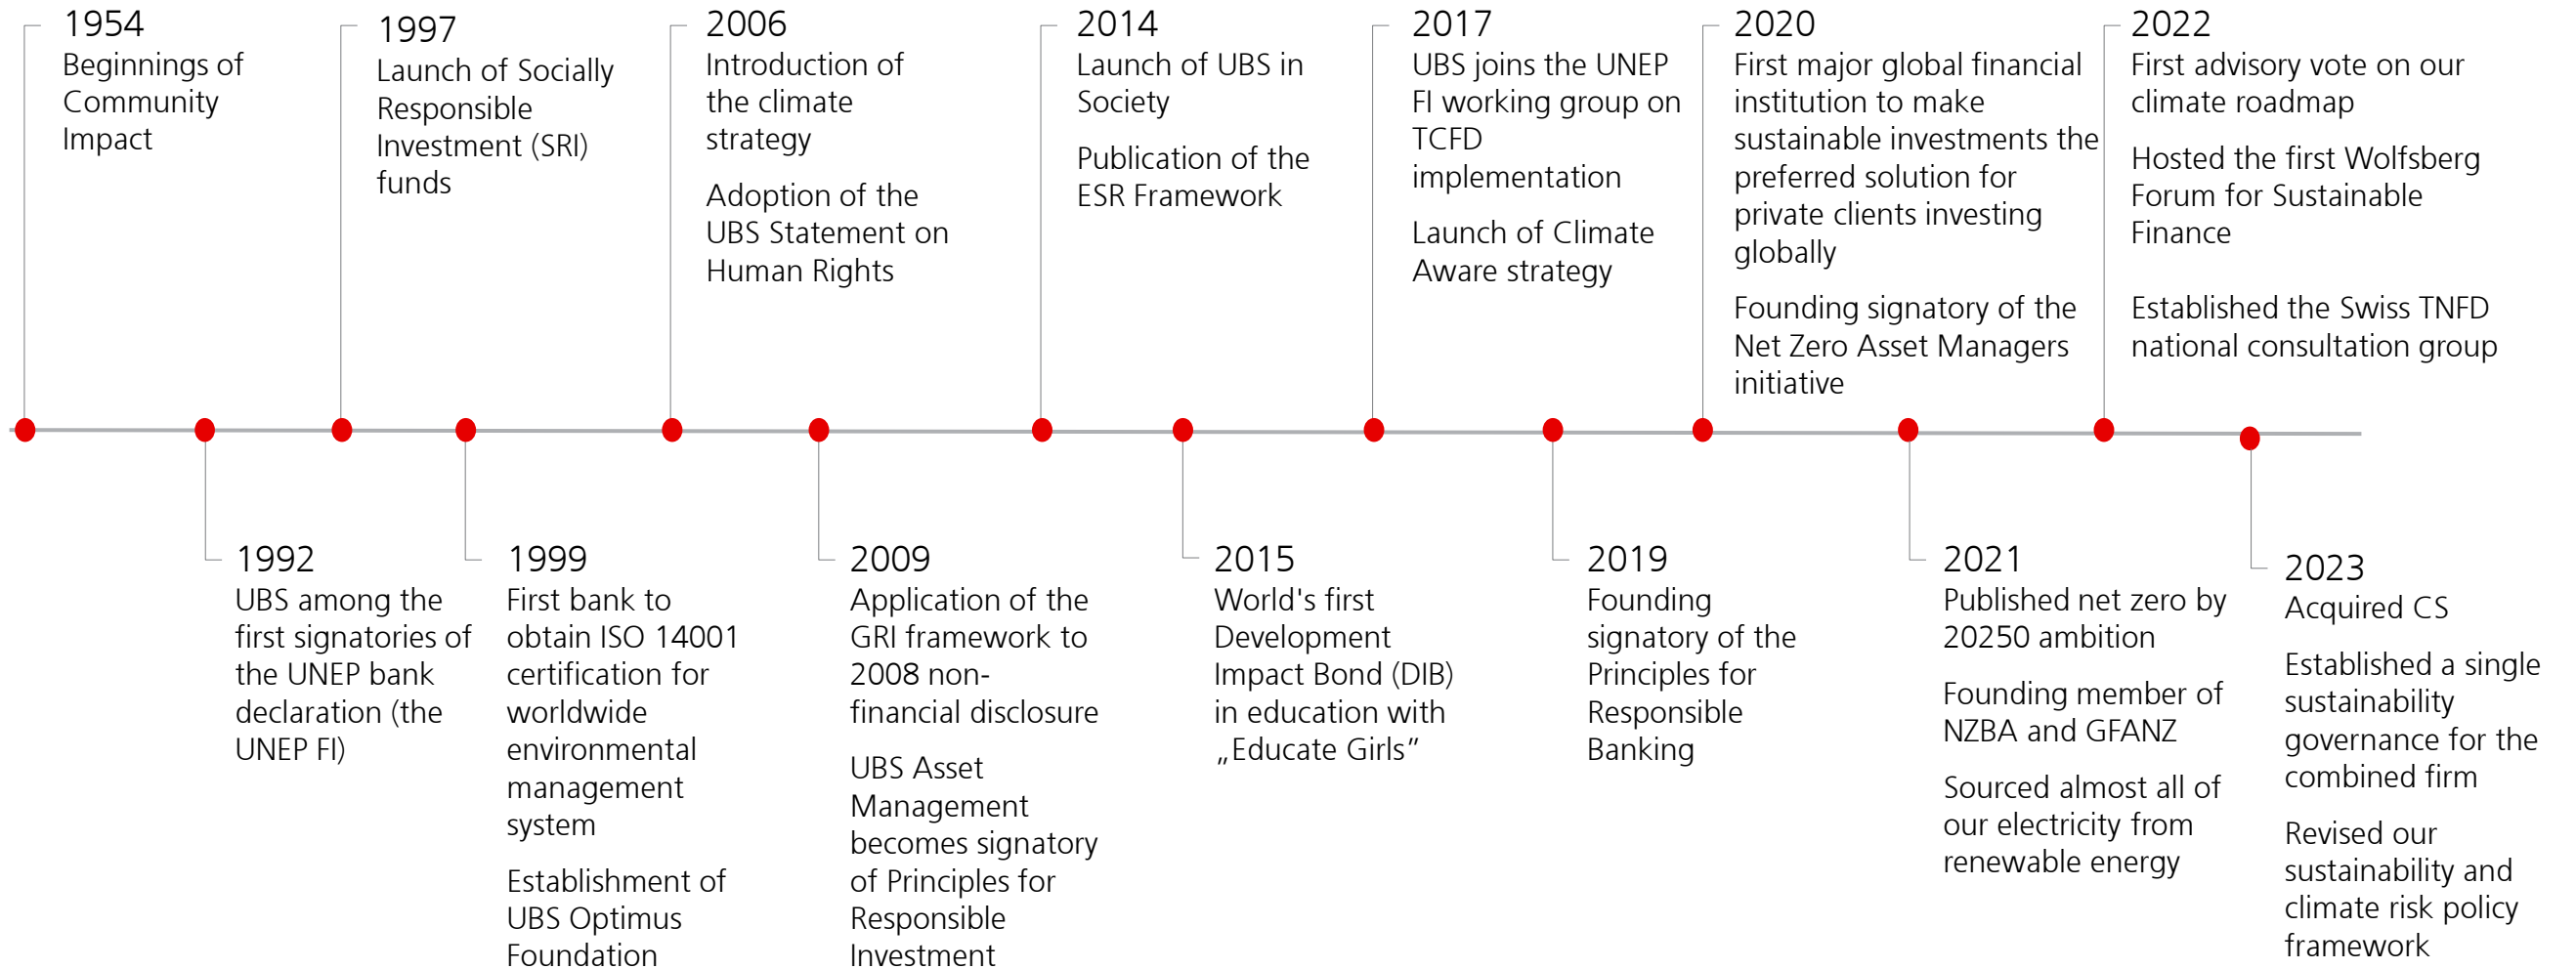 1954
Beginnings of
Community
Impact
1997
Launch of Socially
Responsible
Investment (SRI)
funds
2006
Introduction of
the climate
strategy
Adoption of the
UBS Statement on
Human Rights
2014
Launch of UBS in
Society
Publication of the
ESR Framework
2017
UBS joins the UNEP
FI working group on
TCFD
implementation
Launch of Climate
Aware strategy
2020
First major global financial
institution to make
sustainable investments the
preferred solution for
private clients investing
globally
Founding signatory of the
Net Zero Asset Managers
initiative
2022
First advisory vote on our
climate roadmap
Hosted the first Wolfsberg
Forum for Sustainable
Finance
Established the Swiss TNFD
national consultation group
1992
UBS among the
first signatories of
the UNEP bank
declaration (the
UNEP FI)
1999
First bank to
obtain ISO 14001
certification for
worldwide
environmental
management
system
Establishment of
UBS Optimus
Foundation
2009
Application of the
GRI framework to
2008 non-
financial disclosure
UBS Asset
Management
becomes signatory
of Principles for
Responsible
Investment
2015
World's first
Development
Impact Bond (DIB)
in education with
„Educate Girls”
2019
Founding
signatory of the
Principles for
Responsible
Banking
2021
Published net zero by
20250 ambition
Founding member of
NZBA and GFANZ
Sourced almost all of
our electricity from
renewable energy
2023
Acquired CS
Established a single
sustainability
governance for the
combined firm
Revised our
sustainability and
climate risk policy
framework